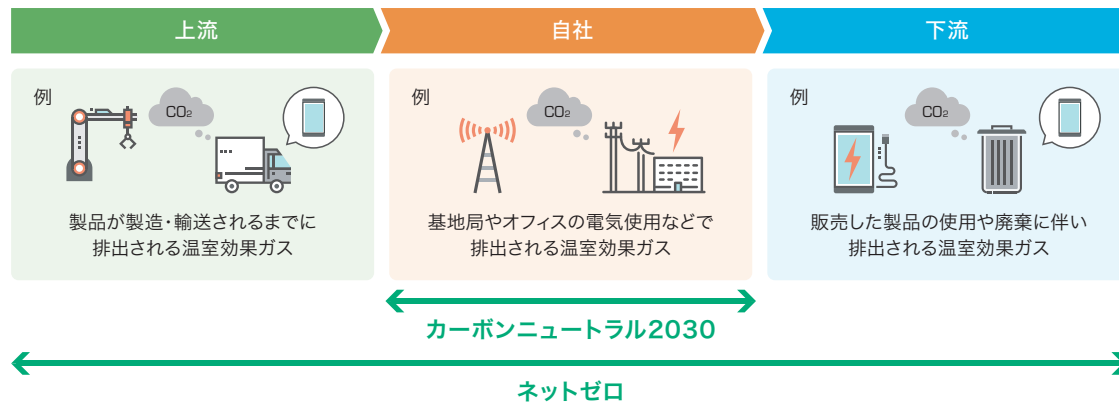 上流
自社
下流
例
CO₂
製品が製造・輸送されるまでに
排出される温室効果ガス
例
CO₂
基地局やオフィスの電気使用などで
排出される温室効果ガス
例
CO₂
販売した製品の使用や廃棄に伴い
排出される温室効果ガス
カーボンニュートラル2030
ネットゼロ